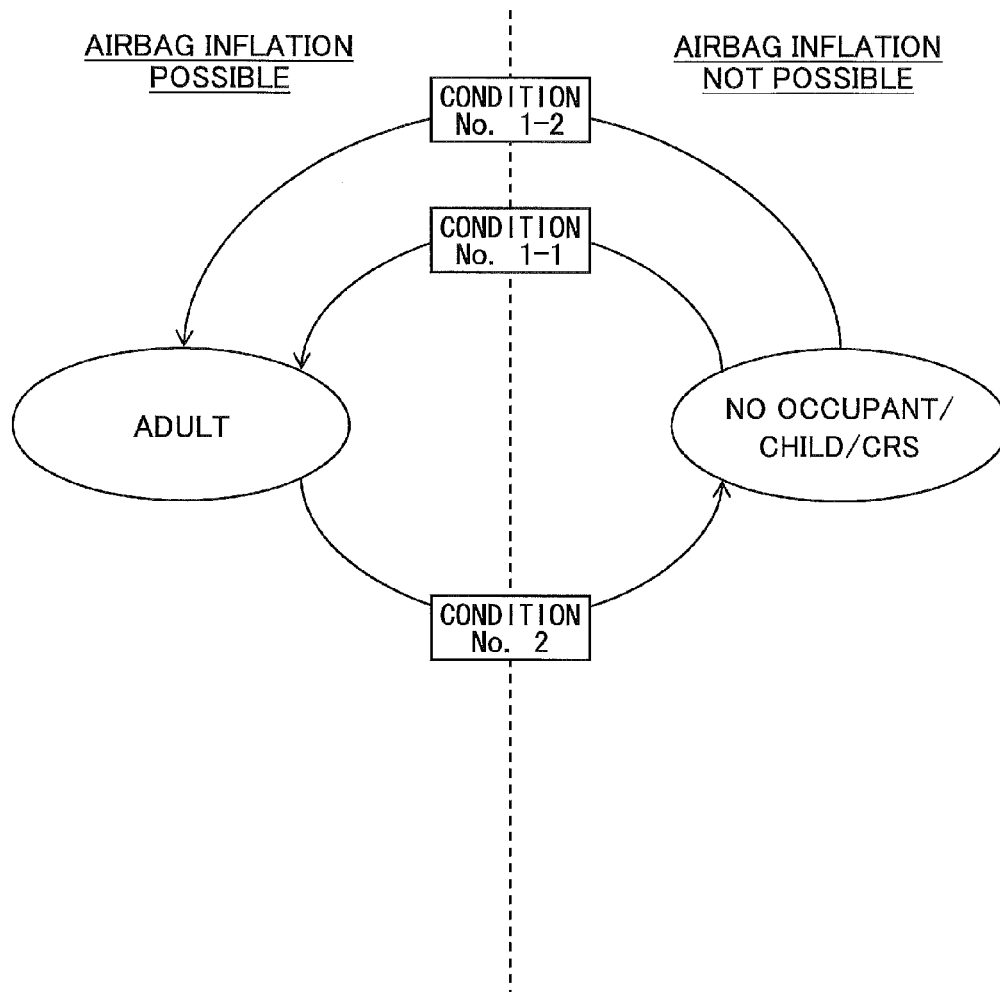 AIRBAG INFLATION
POSSIBLE
AIRBAG INFLATION
NOT POSSIBLE
CONDITION
No. 1-2
CONDITION
No. 1-1
ADULT
NO OCCUPANT/
CHILD/CRS
CONDITION
No. 2